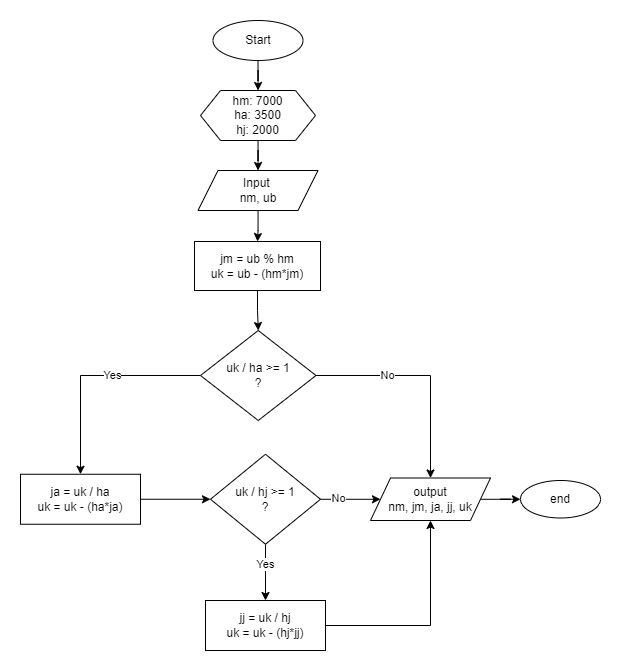 Start
hm: 7000
ha: 3500
hj: 2000
Input
nm, ub
jm = ub % hm
uk = ub - (hm*jm)
uk / ha >= 1
?
Yes
No
ja = uk / ha
uk = uk - (ha*ja)
uk / hj >= 1
?
No
output
nm, jm, ja, jj, uk
end
Yes
jj = uk / hj
uk = uk - (hj*jj)